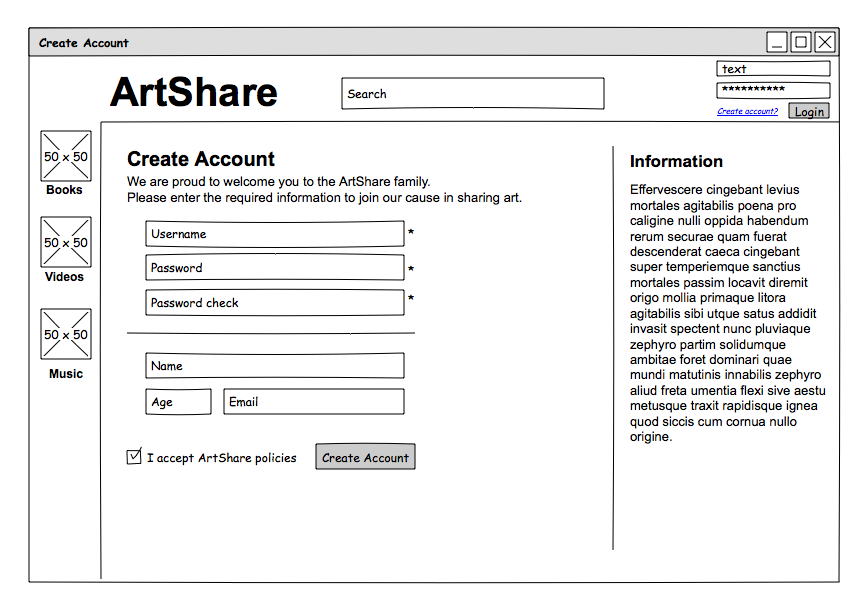 Create Account
ArtShare
Search
text
**********
Create account?
Login
50 x 50
Books
50 x 50
Videos
50 x 50
Music
Create Account
We are proud to welcome you to the ArtShare family.
Please enter the required information to join our cause in sharing art.
Username *
Password *
Password check *
Name
Age
Email
I accept ArtShare policies
Create Account
Information
Effervescere cingebant levius
mortales agitabilis poena pro
caligine nulli oppida habendum
rerum securae quam fuerat
descenderat caeca cingebant
super temperiemque sanctius
mortales passim locavit diremit
origo mollia primaque litora
agitabilis sibi utque satus addidit
invasit spectent nunc pluviaque
zephyro partim solidumque
ambitae foret dominari quae
mundi matutinis innabilis zephyro
aliud freta umentia flexi sive aestu
metusque traxit rapidisque ignea
quod siccis cum cornua nullo
origine.